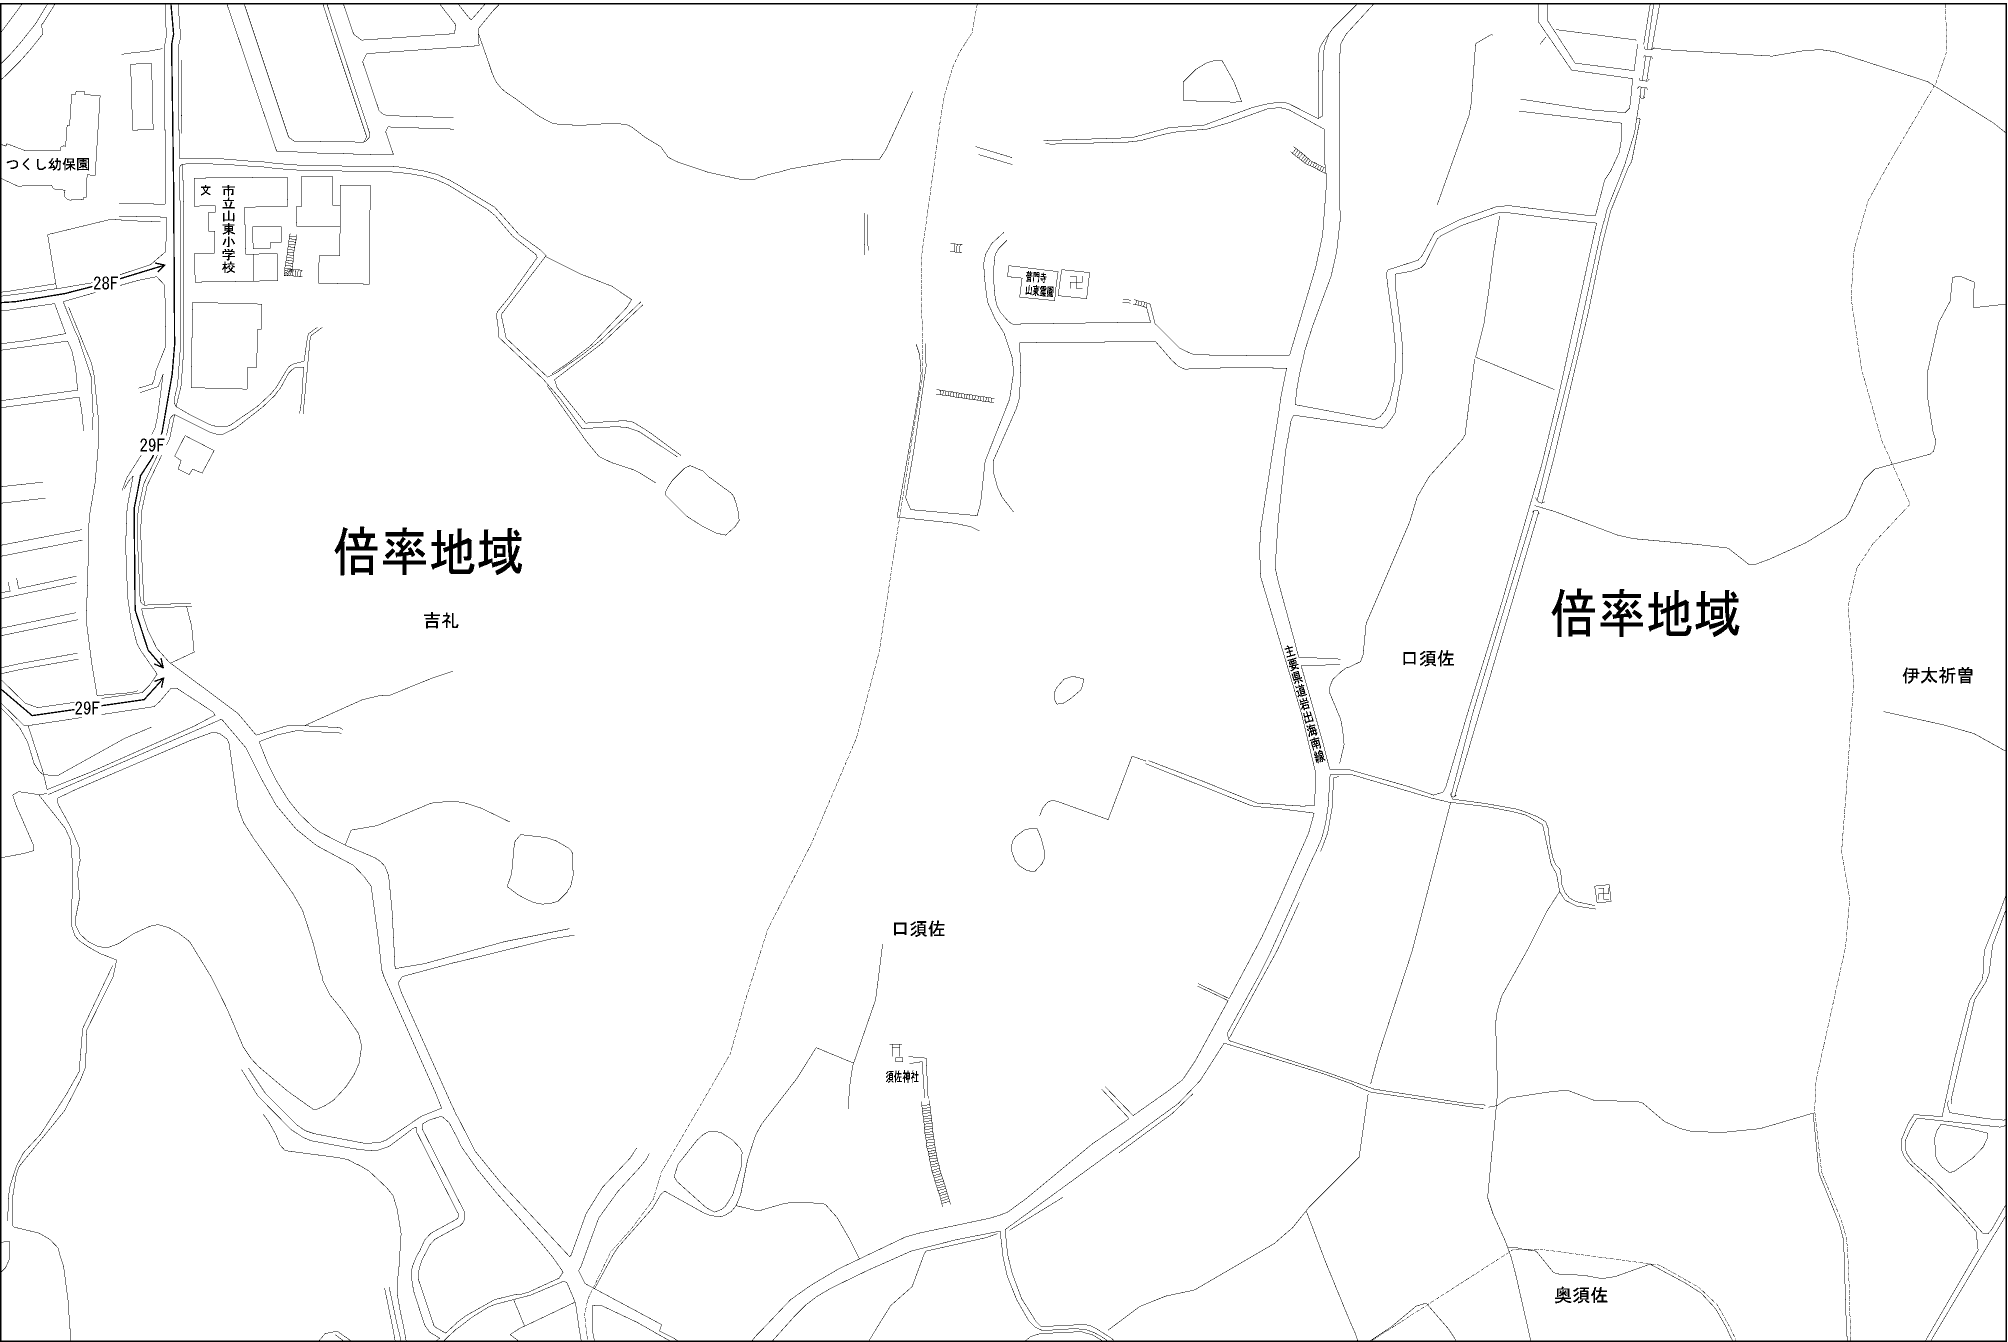 つくし幼保園
文
市立山東小学校
28F
普門寺
山東霊園
29F
倍率地域
吉礼
倍率地域
口須佐
主要県道岩出海南線
伊太祈曽
29F
口須佐
須佐神社
奥須佐